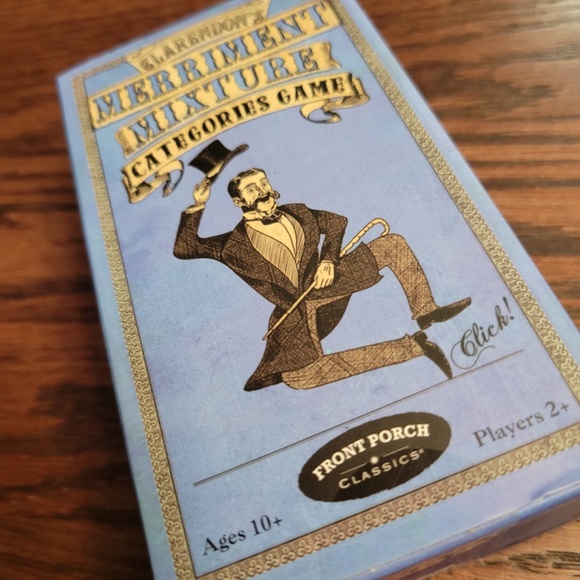 CLARENDON'S
MERRIMENT
MIXTURE
CATEGORIES GAME
Click!
FRONT PORCH
CLASSICS®
Players 2+
Ages 10+